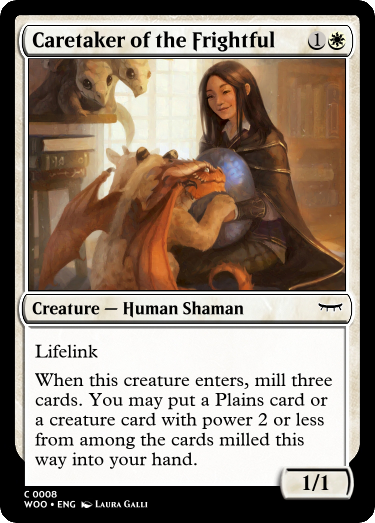 Caretaker of the Frightful 1
Creature — Human Shaman
Lifelink
When this creature enters, mill three
cards. You may put a Plains card or
a creature card with power 2 or less
from among the cards milled this
way into your hand.
1/1
C 0008
WOO • ENG Laura Galli